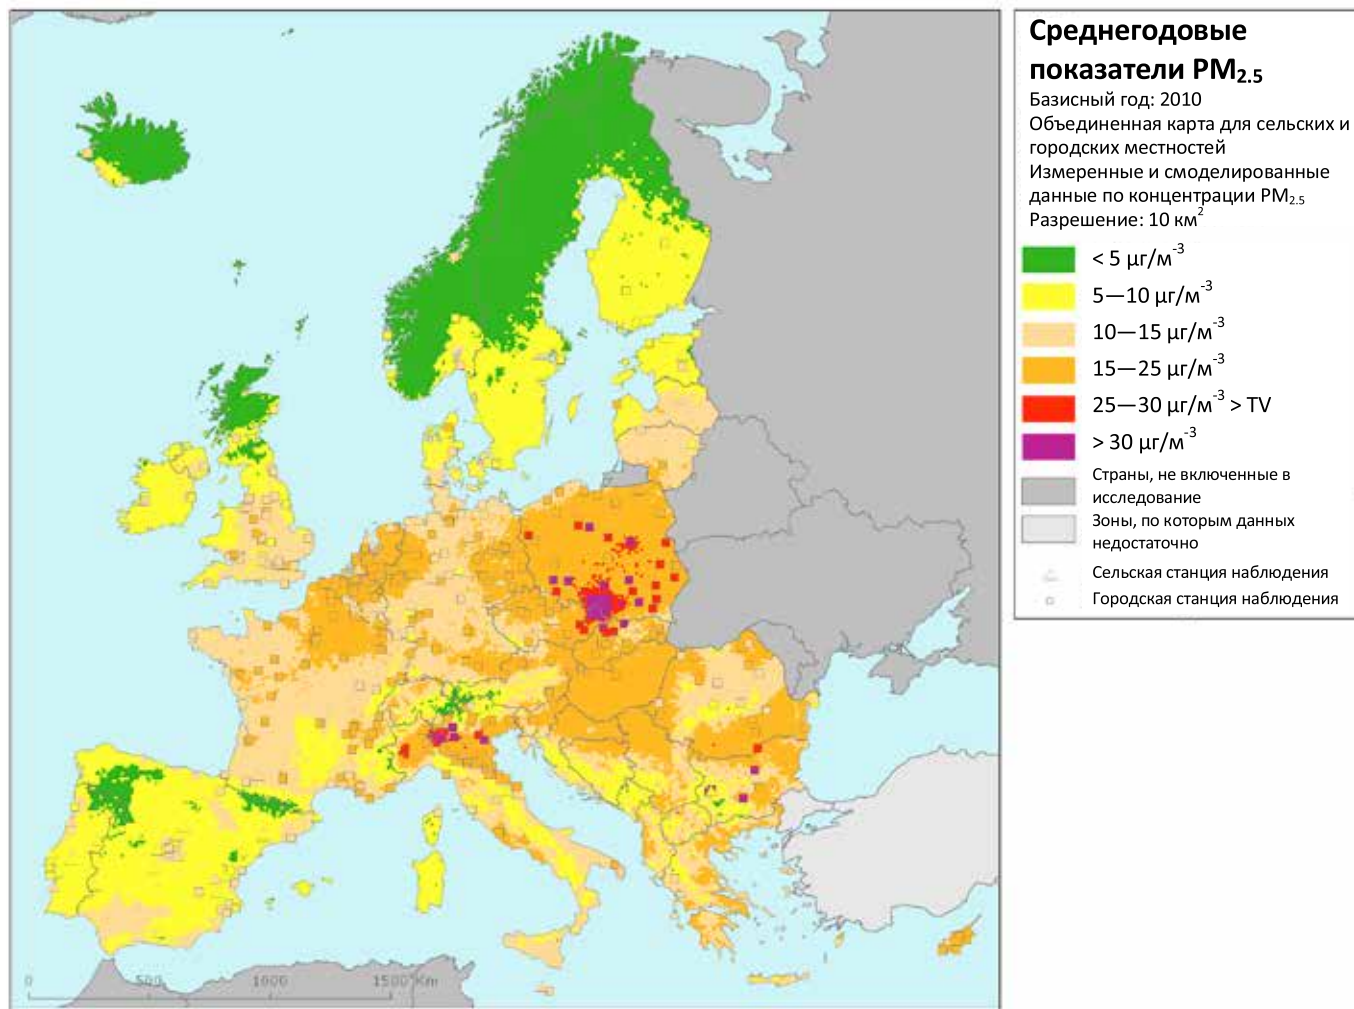 Среднегодовые
показатели PM2.5
Базисный год: 2010
Объединенная карта для сельских и
городских местностей
Измеренные и смоделированные
данные по концентрации PM2.5
Разрешение: 10 км2
< 5 µг/м-3
5—10 µг/м-3
10—15 µг/м-3
15—25 µг/м-3
25—30 µг/м-3 > TV
> 30 µг/м-3
Страны, не включенные в
исследование
Зоны, по которым данных
недостаточно
Сельская станция наблюдения
Городская станция наблюдения
0 500 1000 1500 Km